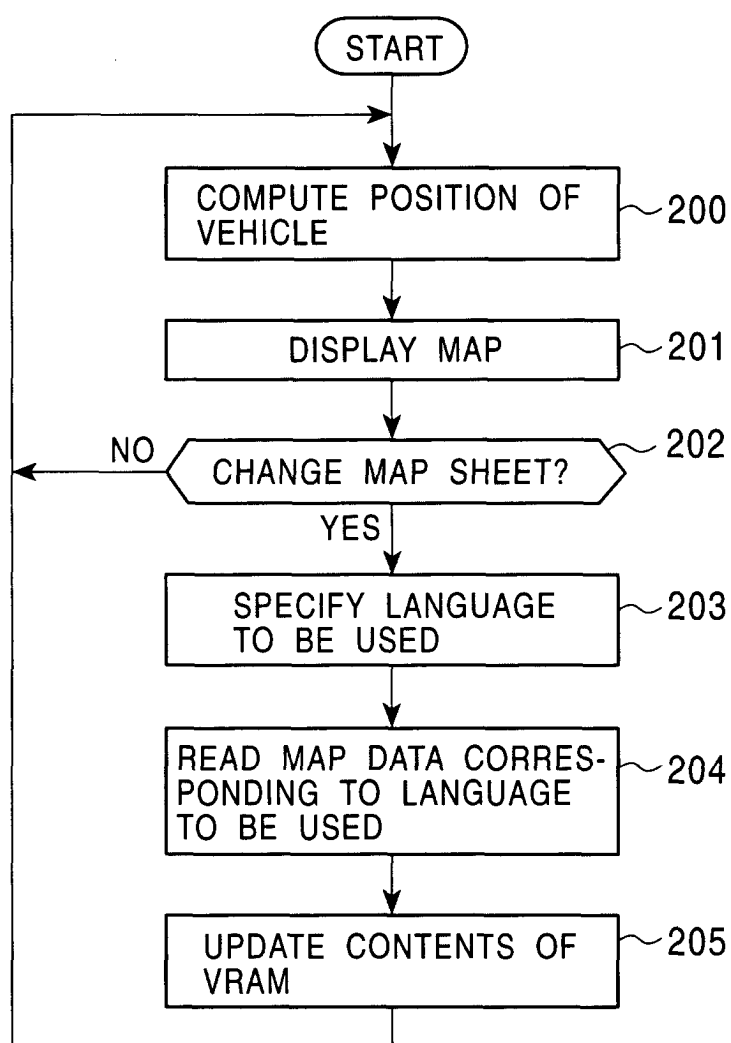 START
COMPUTE POSITION OF
VEHICLE
200
DISPLAY MAP
201
202
NO
CHANGE MAP SHEET?
YES
SPECIFY LANGUAGE
TO BE USED
203
READ MAP DATA CORRES-
PONDING TO LANGUAGE
TO BE USED
204
UPDATE CONTENTS OF
VRAM
205